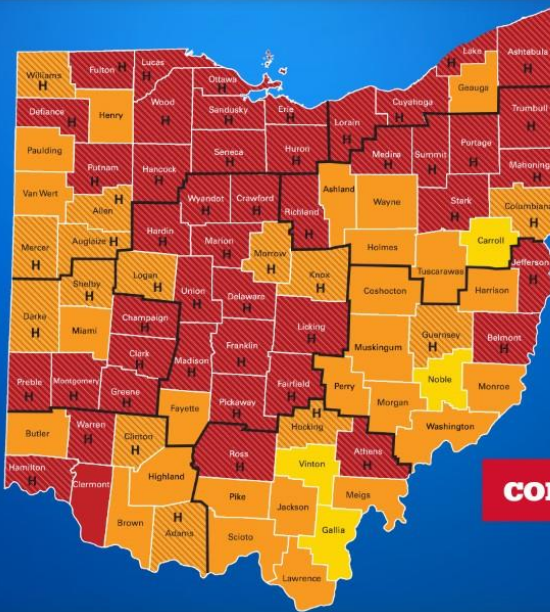 Williams
H
Fulton H
Lucas
H
Ottawa
H
Lake
H
Ashtabula
H
Geauga
Defiance
H
Henry
Wood
H
Sandusky
H
Erie
H
Lorain
H
Cuyahoga
H
Trumbull
H
Paulding
Putnam
H
Hancock
H
Seneca
H
Huron
H
Medina
H
Summit
H
Portage
H
Mahoning
H
Van Wert
Allen
H
Wyandot
H
Crawford
H
Richland
H
Ashland
Wayne
Stark
H
Columbiana
H
Mercer
H
Auglaize H
Hardin
H
Marion
H
Morrow
H
Knox
H
Holmes
Tuscarawas
Carroll
Jefferson
H
Shelby
H
Logan
H
Union
H
Delaware
H
Coshocton
Harrison
Darke
H
Miami
Champaign
H
Clark
H
Madison
H
Franklin
H
Licking
H
Muskingum
Guernsey
H
Belmont
H
Preble
H
Montgomery
H
Greene
H
Fayette
Pickaway
H
Fairfield
H
Perry
Morgan
Noble
Monroe
Butler
Warren
H
Clinton
H
Ross
H
H
Hocking
Athens
H
Washington
Hamilton
H
Clermont
Highland
Pike
Vinton
Meigs
Brown
H
Adams
Scioto
Jackson
Gallia
Lawrence